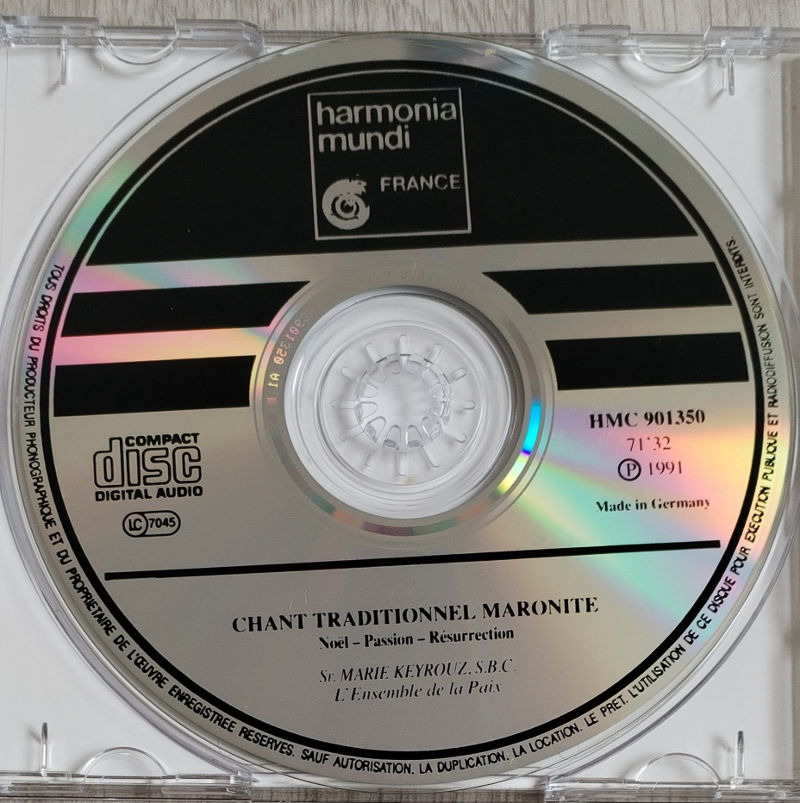 harmonia
mundi
FRANCE
901350 A1
COMPACT
disc
DIGITAL AUDIO
LC 7045
HMC 901350
71'32
Ⓟ 1991
Made in Germany
CHANT TRADITIONNEL MARONITE
Noël – Passion – Résurrection
Sr. MARIE KEYROUZ, S.B.C.
L'Ensemble de la Paix
TOUS DROITS DU PRODUCTEUR PHONOGRAPHIQUE ET DU PROPRIETAIRE DE L'ŒUVRE ENREGISTREE RESERVES. SAUF AUTORISATION, LA DUPLICATION, LA LOCATION, LE PRET, L'UTILISATION DE CE DISQUE POUR EXECUTION PUBLIQUE ET RADIODIFFUSION SONT INTERDITS.